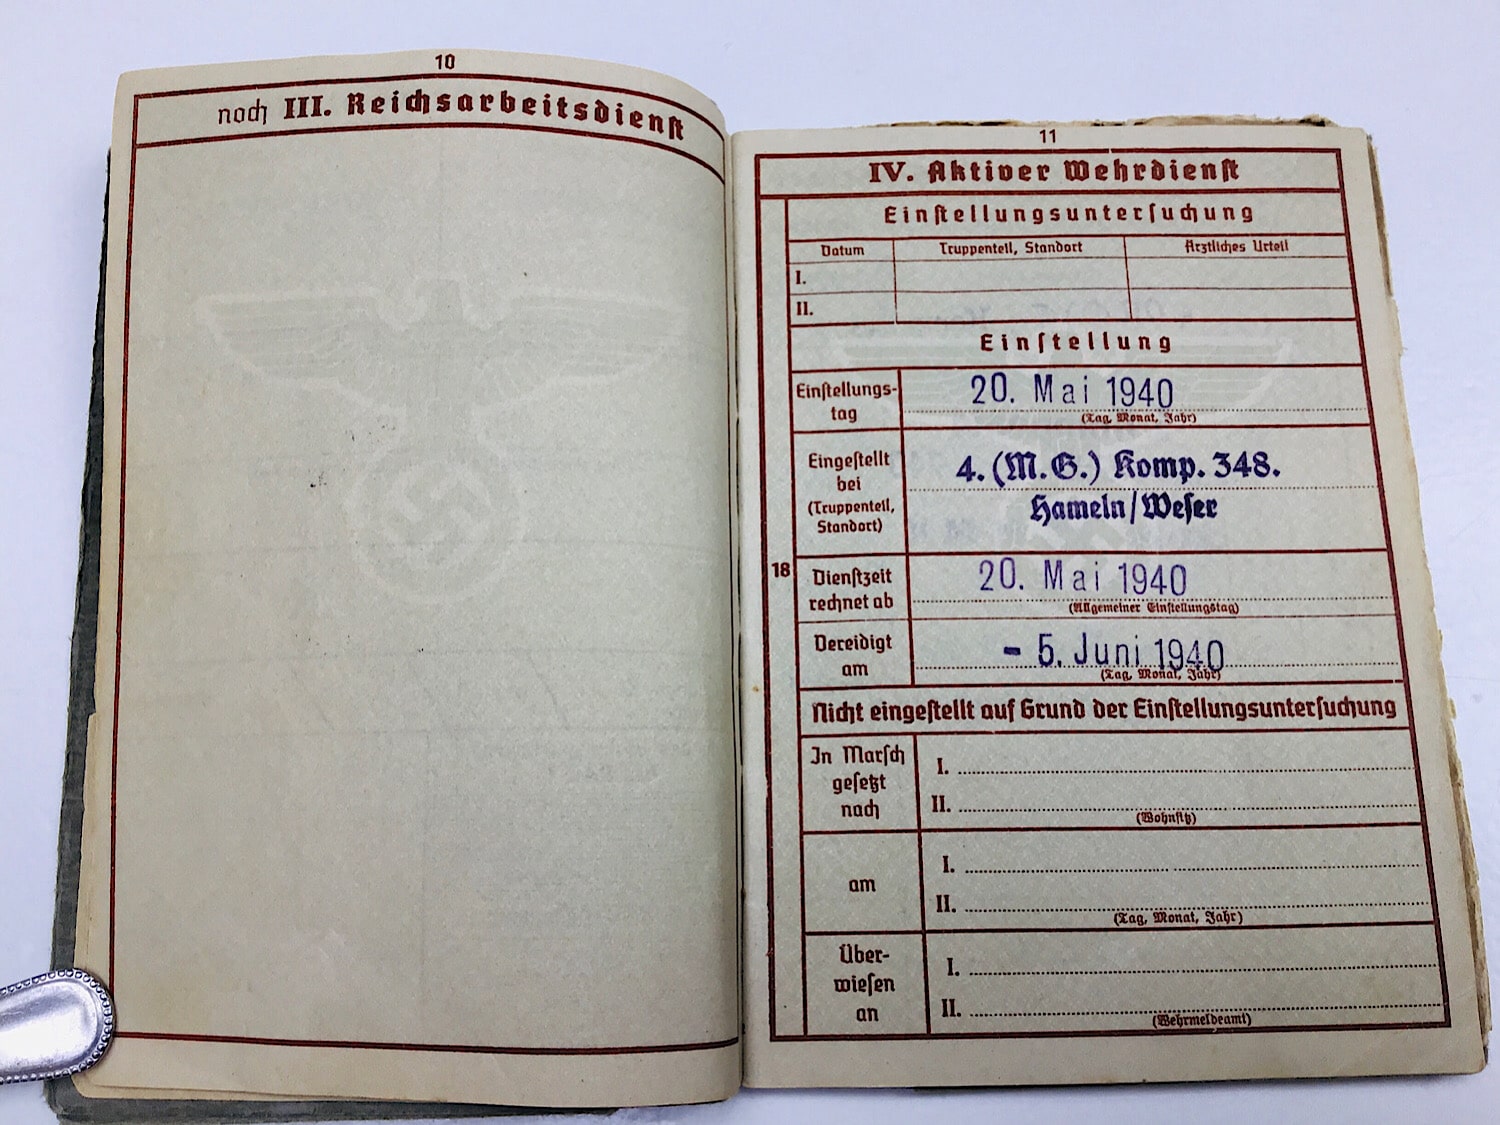 10
noch III. Reichsarbeitsdienst
11
IV. Aktiver Wehrdienst
Einstellungsuntersuchung
Datum Truppenteil, Standort Ärztliches Urteil
I.
II.
Einstellung
Einstellungs-
tag
20. Mai 1940
(Tag, Monat, Jahr)
Eingestellt
bei
(Truppenteil,
Standort)
4. (M.G.) Komp. 348.
Hameln/Weser
18
Dienstzeit
rechnet ab
20. Mai 1940
(Allgemeiner Einstellungstag)
Vereidigt
am
- 5. Juni 1940
(Tag, Monat, Jahr)
Nicht eingestellt auf Grund der Einstellungsuntersuchung
In Marsch
gesetzt
nach
I.
II.
(Wohnsitz)
am
I.
II.
(Tag, Monat, Jahr)
Über-
wiesen
an
I.
II.
(Wehrmeldeamt)